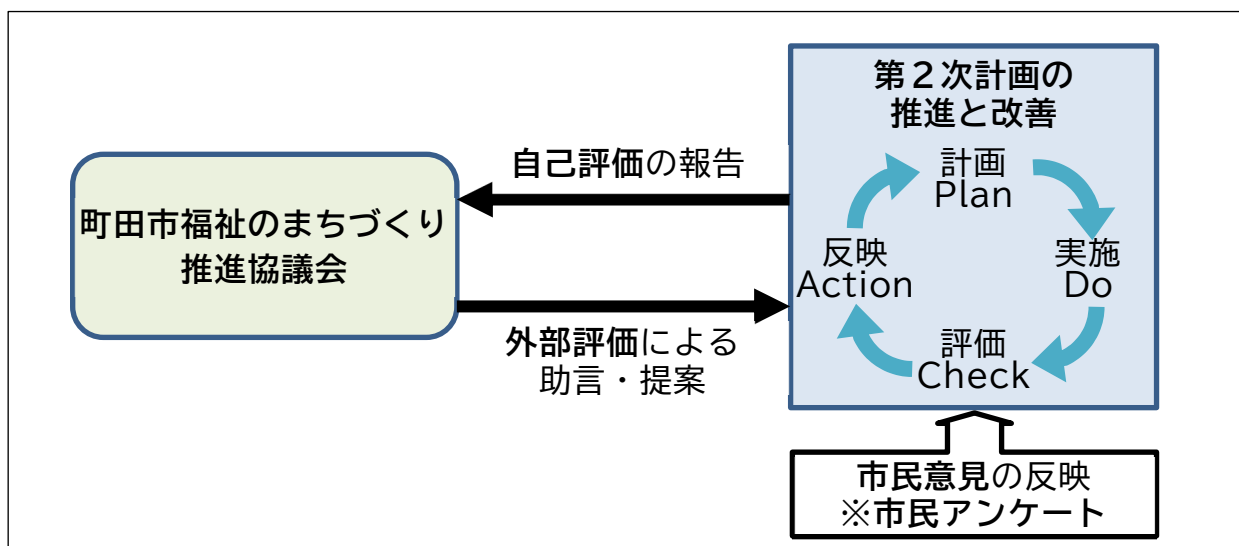 町田市福祉のまちづくり
推進協議会
自己評価の報告
外部評価による
助言・提案
第２次計画の
推進と改善
計画
Plan
実施
Do
評価
Check
反映
Action
市民意見の反映
※市民アンケート